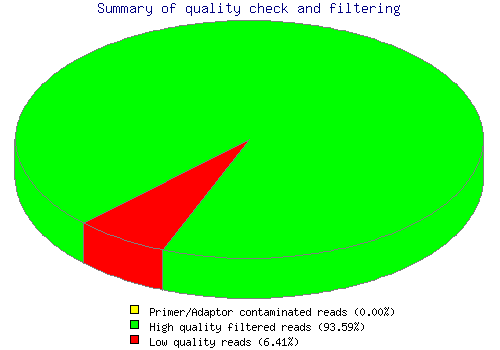 Summary of quality check and filtering
Primer/Adaptor contaminated reads (0.00%)
High quality filtered reads (93.59%)
Low quality reads (6.41%)